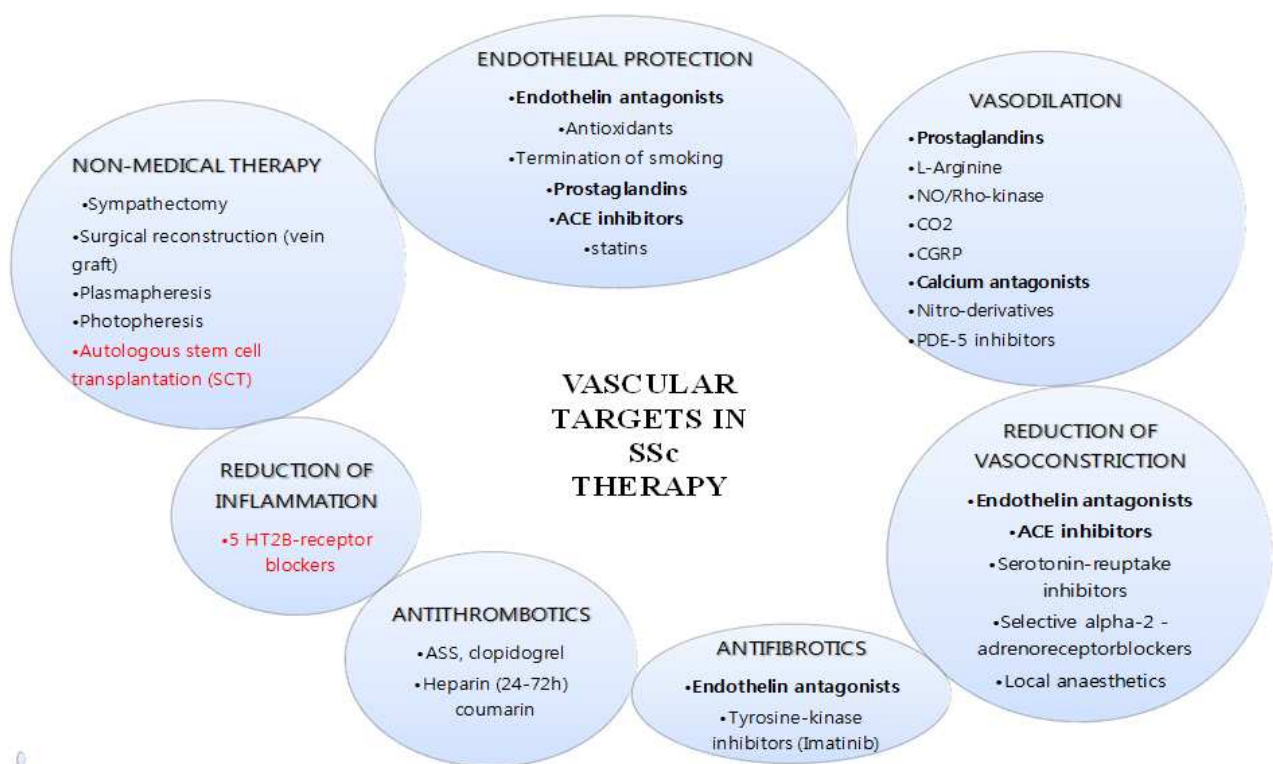 ENDOTHELIAL PROTECTION
•Endothelin antagonists
•Antioxidants
•Termination of smoking
•Prostaglandins
•ACE inhibitors
•statins
VASODILATION
•Prostaglandins
•L-Arginine
•NO/Rho-kinase
•CO2
•CGRP
•Calcium antagonists
•Nitro-derivatives
•PDE-5 inhibitors
NON-MEDICAL THERAPY
•Sympathectomy
•Surgical reconstruction (vein
graft)
•Plasmapheresis
•Photopheresis
•Autologous stem cell
transplantation (SCT)
VASCULAR
TARGETS IN
SSc
THERAPY
REDUCTION OF
VASOCONSTRICTION
•Endothelin antagonists
•ACE inhibitors
•Serotonin-reuptake
inhibitors
•Selective alpha-2 -
adrenoreceptorblockers
•Local anaesthetics
REDUCTION OF
INFLAMMATION
•5 HT2B-receptor
blockers
ANTITHROMBOTICS
•ASS, clopidogrel
•Heparin (24-72h)
coumarin
ANTIFIBROTICS
•Endothelin antagonists
•Tyrosine-kinase
inhibitors (Imatinib)